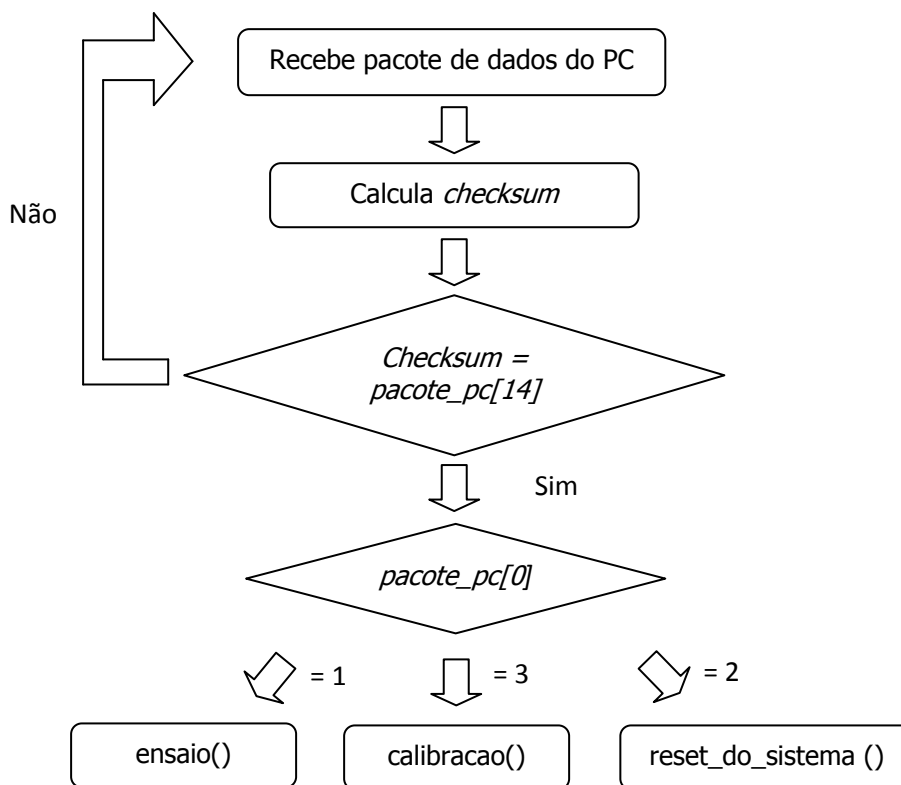 Recebe pacote de dados do PC
Calcula checksum
Não
Checksum =
pacote_pc[14]
Sim
pacote_pc[0]
= 1
= 3
= 2
ensaio()
calibracao()
reset_do_sistema ()